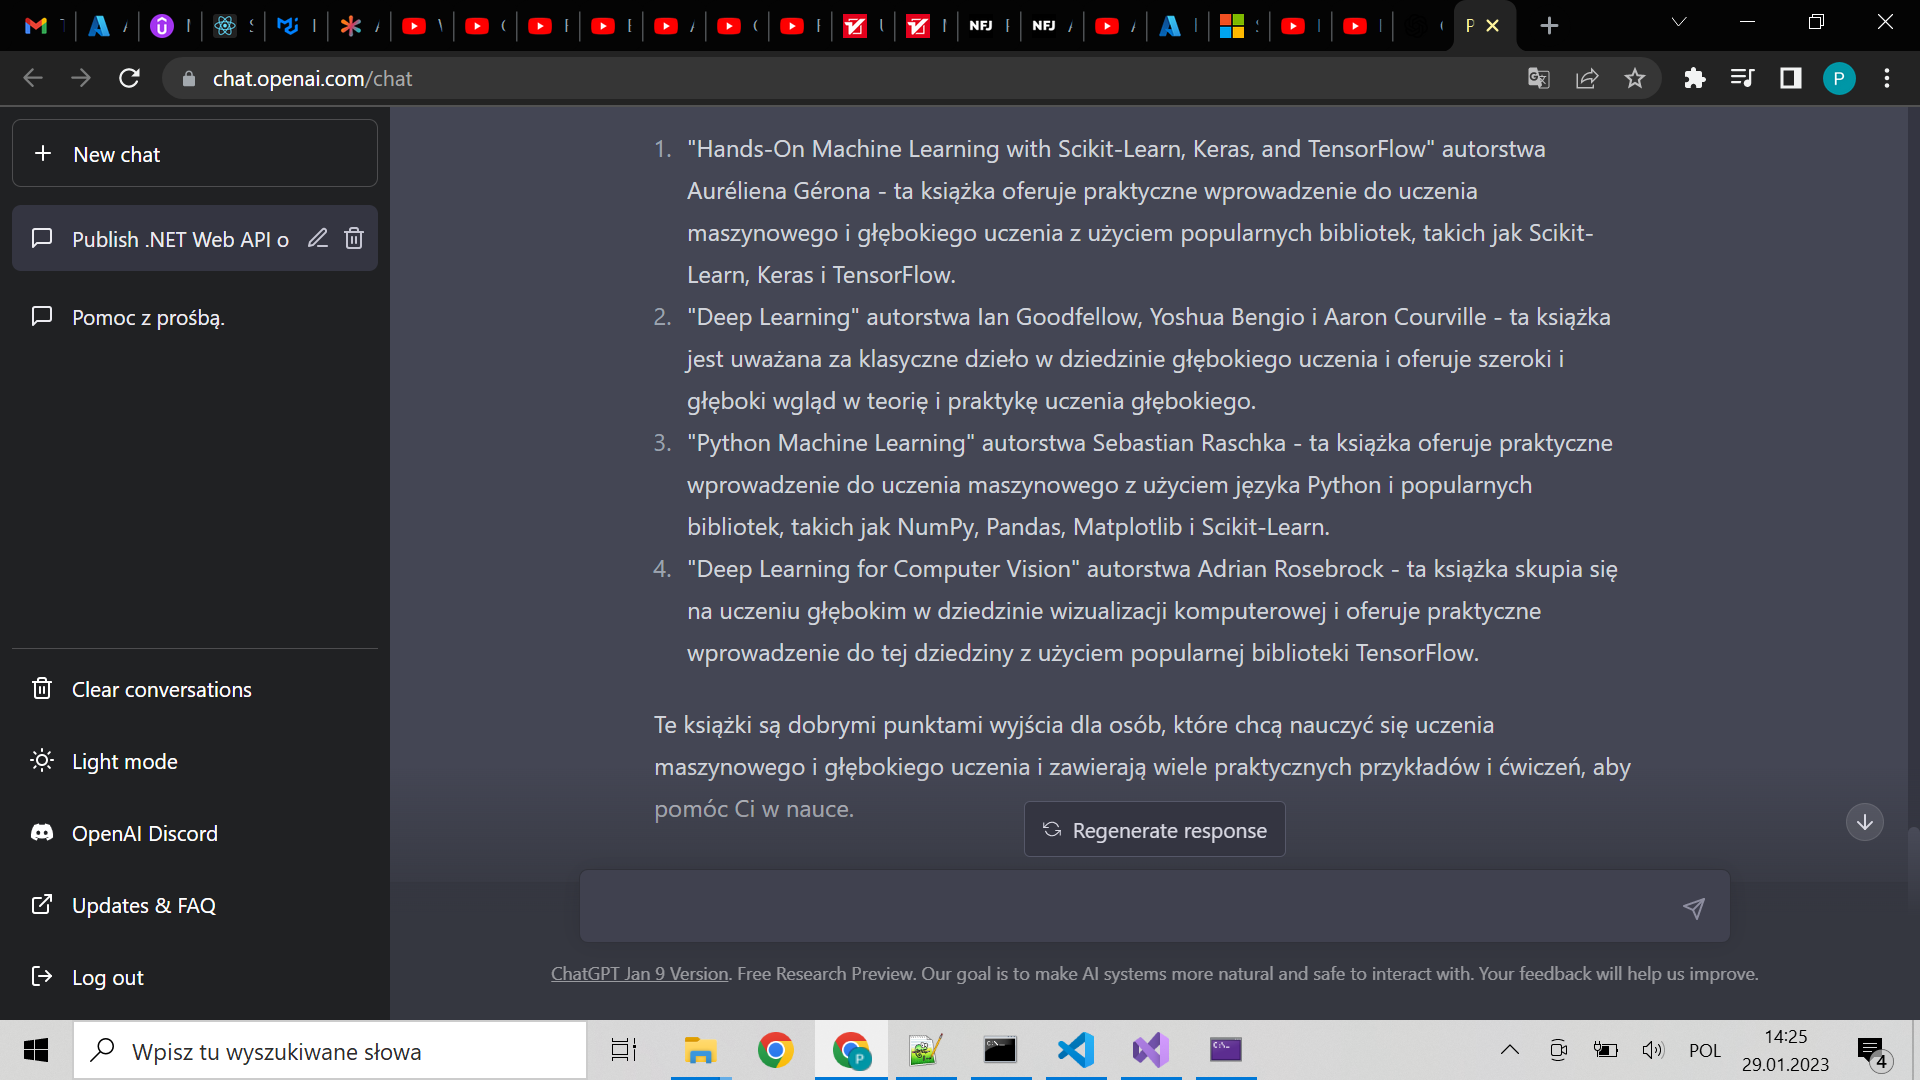 NFJ
NFJ
P
chat.openai.com/chat
P
New chat
Publish .NET Web API o
Pomoc z prośbą.
1. "Hands-On Machine Learning with Scikit-Learn, Keras, and TensorFlow" autorstwa
Auréliena Gérona - ta książka oferuje praktyczne wprowadzenie do uczenia
maszynowego i głębokiego uczenia z użyciem popularnych bibliotek, takich jak Scikit-
Learn, Keras i TensorFlow.
2. "Deep Learning" autorstwa Ian Goodfellow, Yoshua Bengio i Aaron Courville - ta książka
jest uważana za klasyczne dzieło w dziedzinie głębokiego uczenia i oferuje szeroki i
głęboki wgląd w teorię i praktykę uczenia głębokiego.
3. "Python Machine Learning" autorstwa Sebastian Raschka - ta książka oferuje praktyczne
wprowadzenie do uczenia maszynowego z użyciem języka Python i popularnych
bibliotek, takich jak NumPy, Pandas, Matplotlib i Scikit-Learn.
4. "Deep Learning for Computer Vision" autorstwa Adrian Rosebrock - ta książka skupia się
na uczeniu głębokim w dziedzinie wizualizacji komputerowej i oferuje praktyczne
wprowadzenie do tej dziedziny z użyciem popularnej biblioteki TensorFlow.
Te książki są dobrymi punktami wyjścia dla osób, które chcą nauczyć się uczenia
maszynowego i głębokiego uczenia i zawierają wiele praktycznych przykładów i ćwiczeń, aby
pomóc Ci w nauce.
Regenerate response
Clear conversations
Light mode
OpenAI Discord
Updates & FAQ
Log out
ChatGPT Jan 9 Version. Free Research Preview. Our goal is to make AI systems more natural and safe to interact with. Your feedback will help us improve.
Wpisz tu wyszukiwane słowa
P
POL
14:25
29.01.2023
4